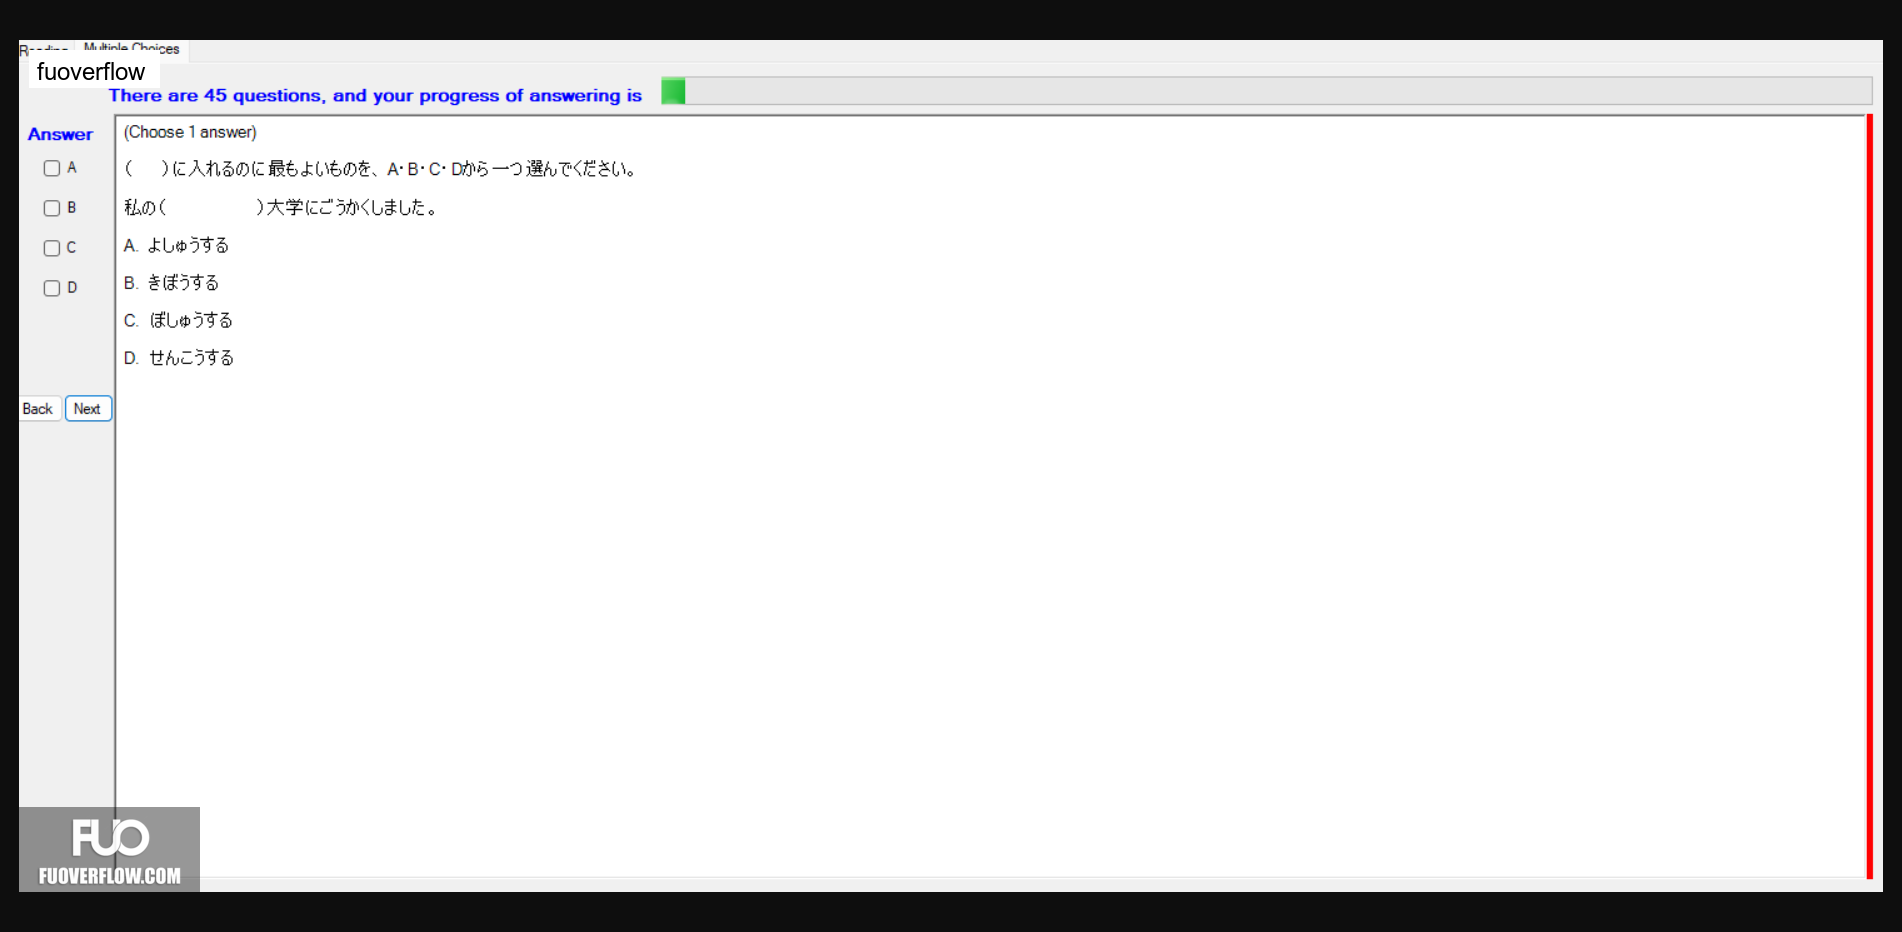 Multiple Choices
fuoverflow
There are 45 questions, and your progress of answering is
Answer
(Choose 1 answer)
A
(　)に入れるのに最もよいものを、A・B・C・Dから一つ選んでください。
B
私の(　　　)大学にごうかくしました。
C
A. よしゅうする
D
B. きぼうする
C. ぼしゅうする
D. せんこうする
Back Next
FUO
FUOVERFLOW.COM